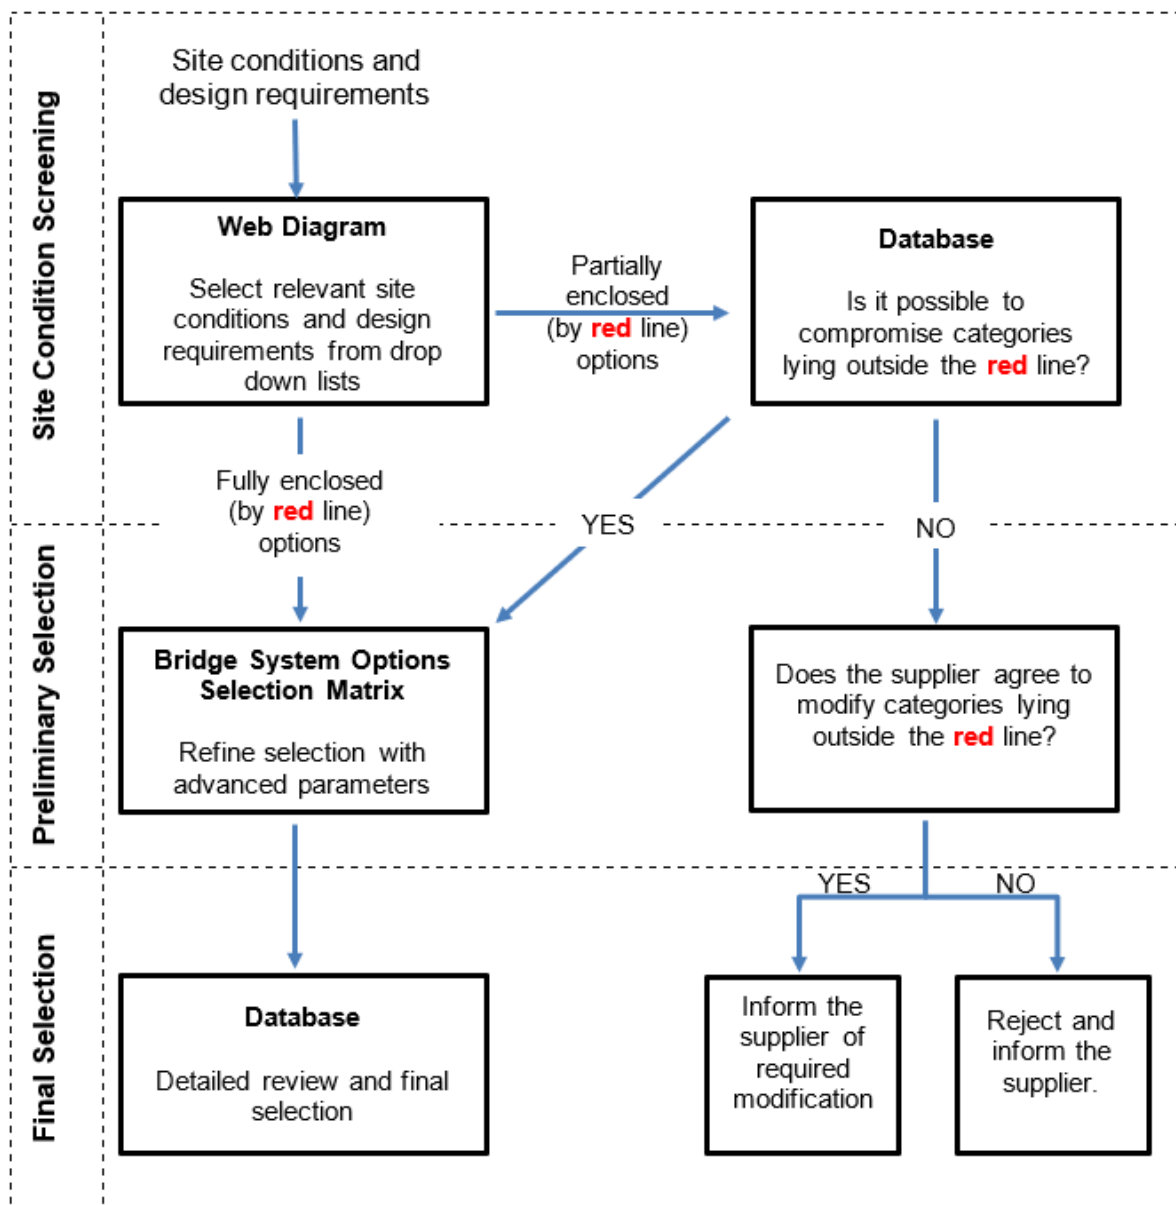 Site Condition Screening
Site conditions and
design requirements
Web Diagram
Select relevant site
conditions and design
requirements from drop
down lists
Partially
enclosed
(by red line)
options
Database
Is it possible to
compromise categories
lying outside the red line?
Fully enclosed
(by red line)
options
YES
NO
Preliminary Selection
Bridge System Options
Selection Matrix
Refine selection with
advanced parameters
Does the supplier agree to
modify categories lying
outside the red line?
YES
NO
Final Selection
Database
Detailed review and final
selection
Inform the
supplier of
required
modification
Reject and
inform the
supplier.